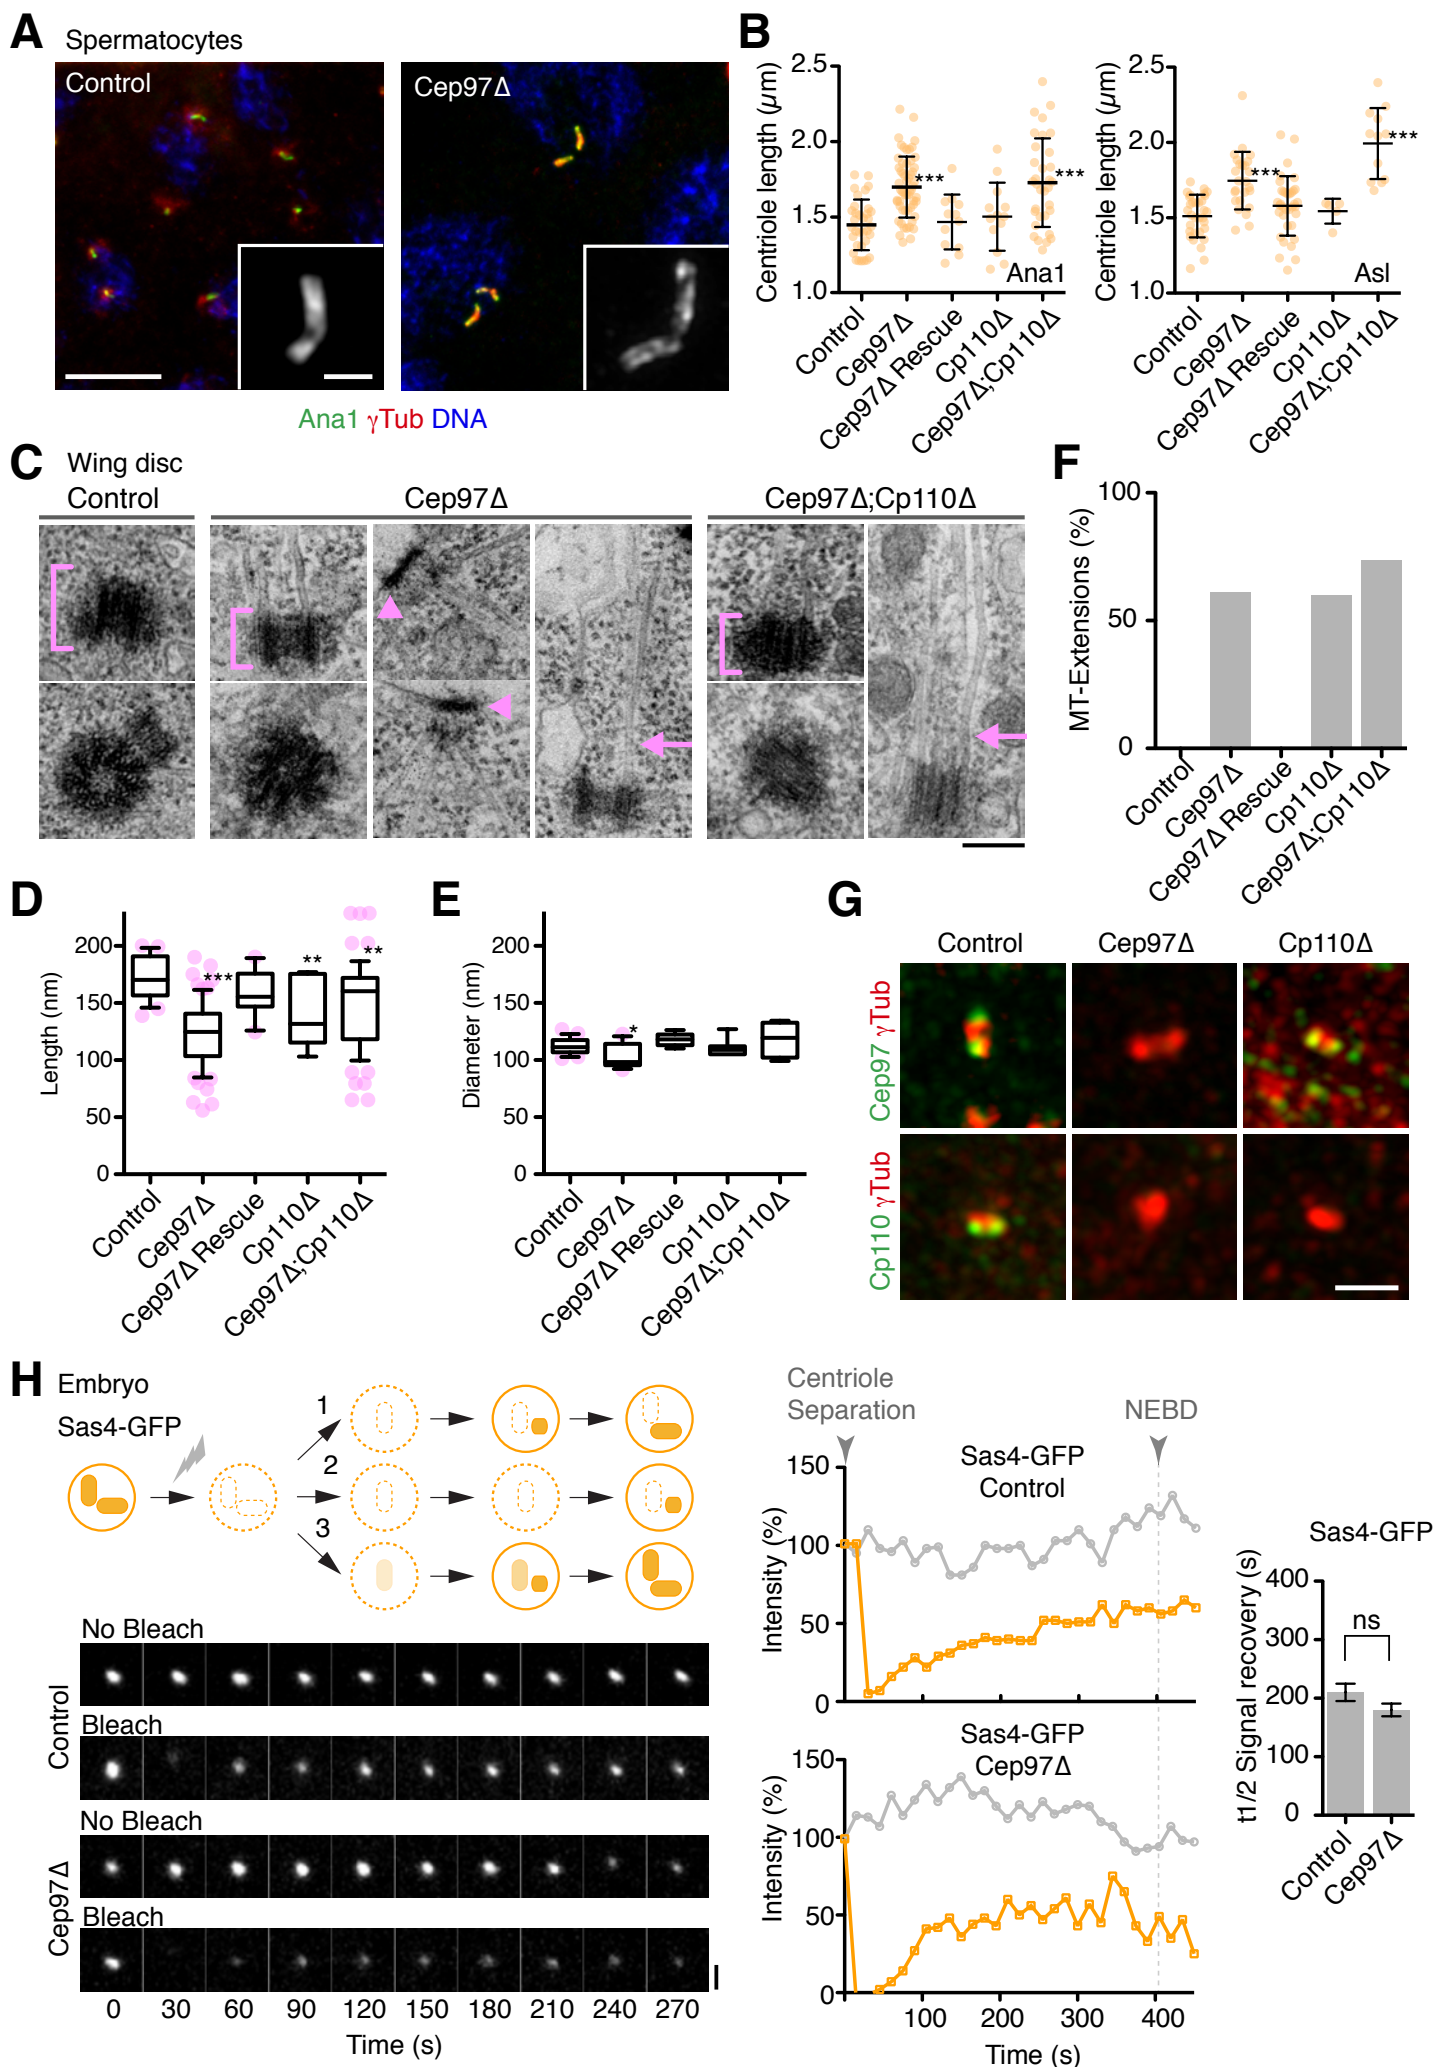 A Spermatocytes
Control
Cep97Δ
Ana1 γTub DNA
B
Centriole length (µm)
2.5
2.0
1.5
1.0
***
***
Ana1
Control
Cep97Δ
Cep97Δ Rescue
Cp110Δ
Cep97Δ;Cp110Δ
Centriole length (µm)
2.5
2.0
1.5
1.0
***
***
Asl
Control
Cep97Δ
Cep97Δ Rescue
Cp110Δ
Cep97Δ;Cp110Δ
C Wing disc
Control
Cep97Δ
Cep97Δ;Cp110Δ
F
MT-Extensions (%)
100
50
0
Control
Cep97Δ
Cep97Δ Rescue
Cp110Δ
Cep97Δ;Cp110Δ
D
Length (nm)
200
150
100
50
0
***
**
**
Control
Cep97Δ
Cep97Δ Rescue
Cp110Δ
Cep97Δ;Cp110Δ
E
Diameter (nm)
200
150
100
50
0
*
Control
Cep97Δ
Cep97Δ Rescue
Cp110Δ
Cep97Δ;Cp110Δ
G
Control
Cep97Δ
Cp110Δ
Cep97 γTub
Cp110 γTub
H Embryo
Sas4-GFP
1
2
3
No Bleach
Control
Bleach
No Bleach
Cep97Δ
Bleach
0 30 60 90 120 150 180 210 240 270
Time (s)
Centriole
Separation
NEBD
Sas4-GFP
Control
Intensity (%)
150
100
50
0
Sas4-GFP
Cep97Δ
Intensity (%)
150
100
50
0
100 200 300 400
Time (s)
Sas4-GFP
t1/2 Signal recovery (s)
400
300
200
100
0
ns
Control
Cep97Δ